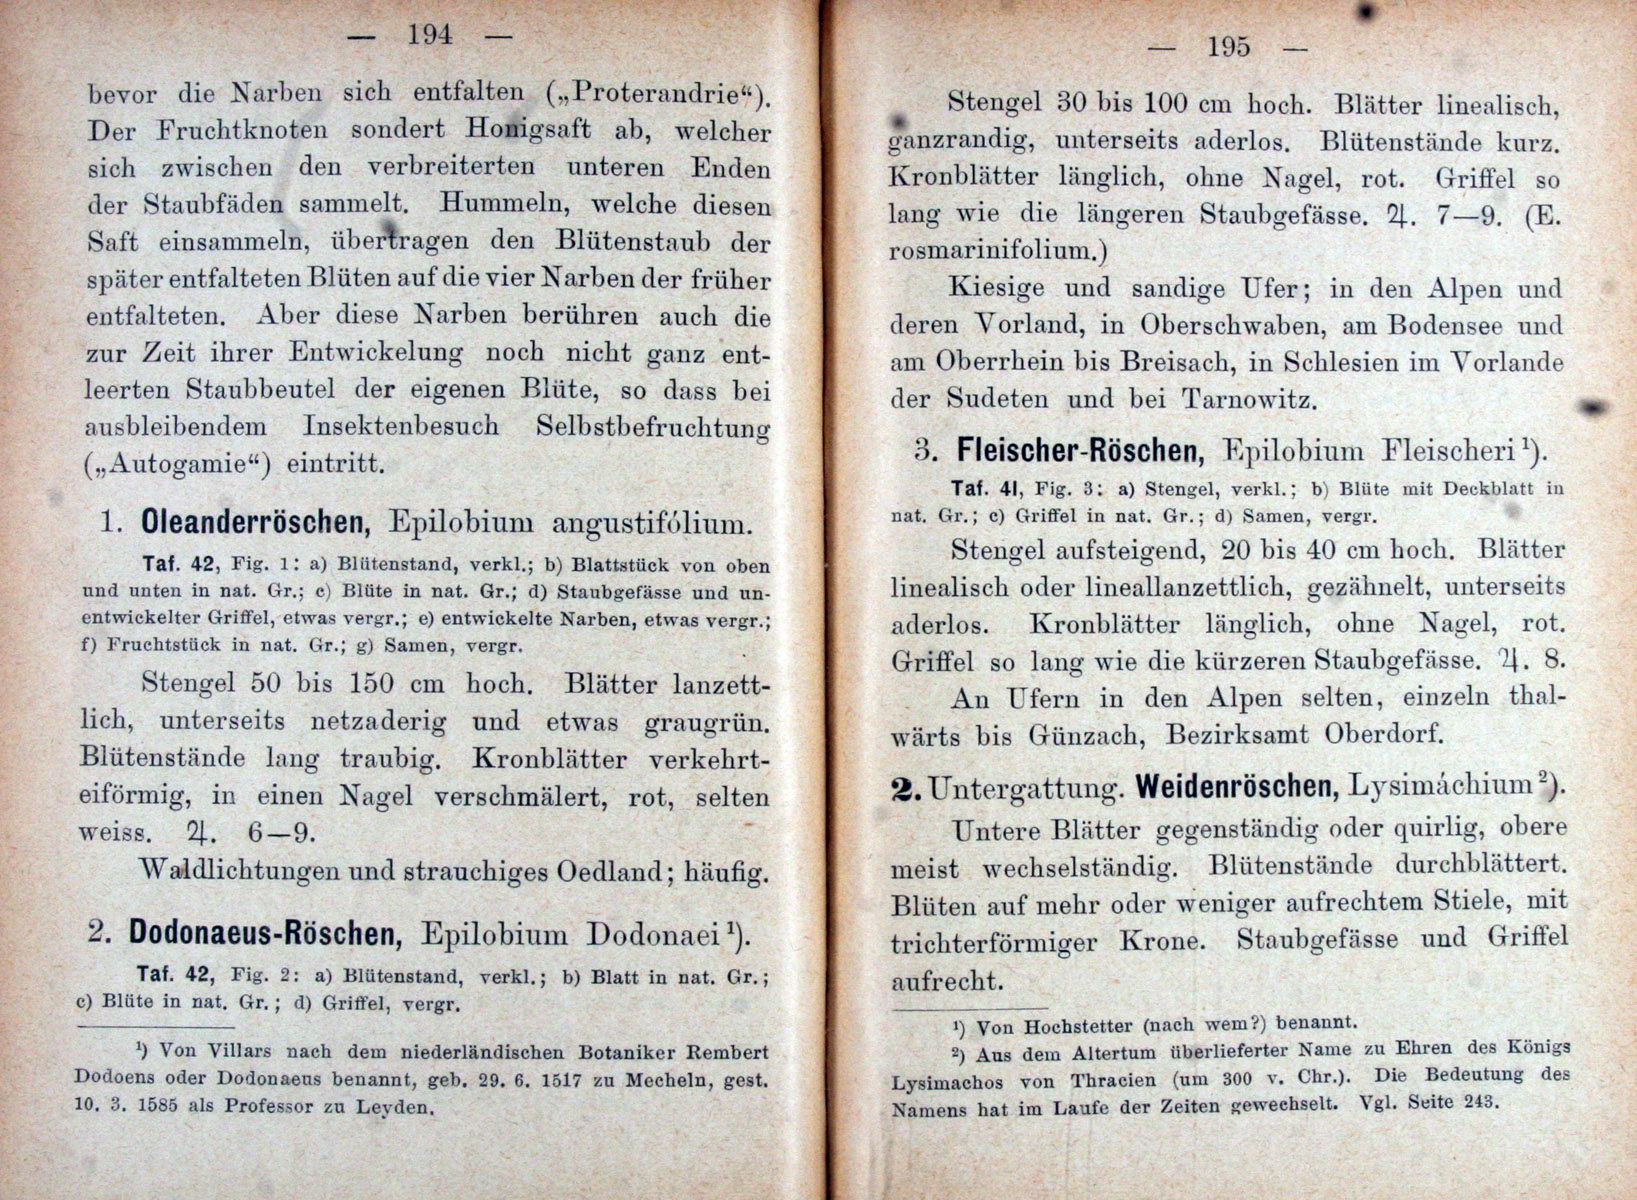 — 194 —
bevor die Narben sich entfalten („Proterandrie“).
Der Fruchtknoten sondert Honigsaft ab, welcher
sich zwischen den verbreiterten unteren Enden
der Staubfäden sammelt. Hummeln, welche diesen
Saft einsammeln, übertragen den Blütenstaub der
später entfalteten Blüten auf die vier Narben der früher
entfalteten. Aber diese Narben berühren auch die
zur Zeit ihrer Entwickelung noch nicht ganz ent-
leerten Staubbeutel der eigenen Blüte, so dass bei
ausbleibendem Insektenbesuch Selbstbefruchtung
(„Autogamie“) eintritt.
1. Oleanderröschen, Epilobium angustifólium.
Taf. 42, Fig. 1: a) Blütenstand, verkl.; b) Blattstück von oben
und unten in nat. Gr.; c) Blüte in nat. Gr.; d) Staubgefässe und un-
entwickelter Griffel, etwas vergr.; e) entwickelte Narben, etwas vergr.;
f) Fruchtstück in nat. Gr.; g) Samen, vergr.
Stengel 50 bis 150 cm hoch. Blätter lanzett-
lich, unterseits netzaderig und etwas graugrün.
Blütenstände lang traubig. Kronblätter verkehrt-
eiförmig, in einen Nagel verschmälert, rot, selten
weiss. ♃. 6—9.
Waldlichtungen und strauchiges Oedland; häufig.
2. Dodonaeus-Röschen, Epilobium Dodonaei ¹).
Taf. 42, Fig. 2: a) Blütenstand, verkl.; b) Blatt in nat. Gr.;
c) Blüte in nat. Gr.; d) Griffel, vergr.
¹) Von Villars nach dem niederländischen Botaniker Rembert
Dodoens oder Dodonaeus benannt, geb. 29. 6. 1517 zu Mecheln, gest.
10. 3. 1585 als Professor zu Leyden.
— 195 —
Stengel 30 bis 100 cm hoch. Blätter linealisch,
ganzrandig, unterseits aderlos. Blütenstände kurz.
Kronblätter länglich, ohne Nagel, rot. Griffel so
lang wie die längeren Staubgefässe. ♃. 7—9. (E.
rosmarinifolium.)
Kiesige und sandige Ufer; in den Alpen und
deren Vorland, in Oberschwaben, am Bodensee und
am Oberrhein bis Breisach, in Schlesien im Vorlande
der Sudeten und bei Tarnowitz.
3. Fleischer-Röschen, Epilobium Fleischeri ¹).
Taf. 41, Fig. 3: a) Stengel, verkl.; b) Blüte mit Deckblatt in
nat. Gr.; c) Griffel in nat. Gr.; d) Samen, vergr.
Stengel aufsteigend, 20 bis 40 cm hoch. Blätter
linealisch oder lineallanzettlich, gezähnelt, unterseits
aderlos. Kronblätter länglich, ohne Nagel, rot.
Griffel so lang wie die kürzeren Staubgefässe. ♃. 8.
An Ufern in den Alpen selten, einzeln thal-
wärts bis Günzach, Bezirksamt Oberdorf.
2. Untergattung. Weidenröschen, Lysimáchium ²).
Untere Blätter gegenständig oder quirlig, obere
meist wechselständig. Blütenstände durchblättert.
Blüten auf mehr oder weniger aufrechtem Stiele, mit
trichterförmiger Krone. Staubgefässe und Griffel
aufrecht.
¹) Von Hochstetter (nach wem?) benannt.
²) Aus dem Altertum überlieferter Name zu Ehren des Königs
Lysimachos von Thracien (um 300 v. Chr.). Die Bedeutung des
Namens hat im Laufe der Zeiten gewechselt. Vgl. Seite 243.